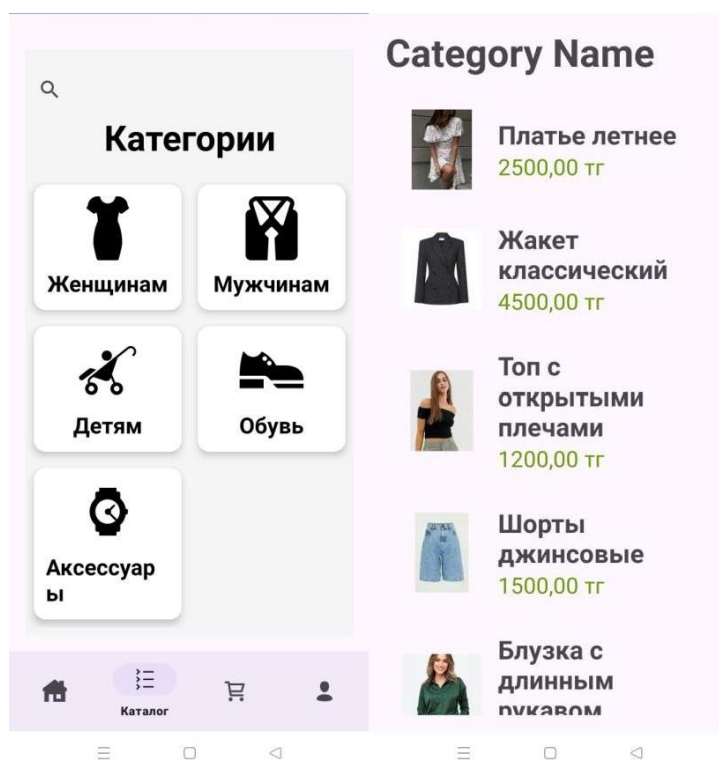 Категории
Женщинам
Мужчинам
Детям
Обувь
Аксессуар
ы
Каталог
Category Name
Платье летнее
2500,00 тг
Жакет
классический
4500,00 тг
Топ с
открытыми
плечами
1200,00 тг
Шорты
джинсовые
1500,00 тг
Блузка с
длинным
рукавом